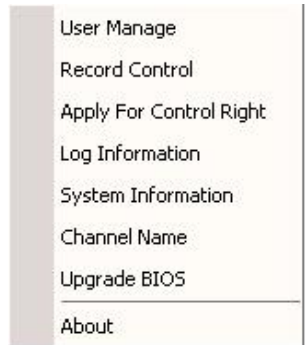 User Manage
Record Control
Apply For Control Right
Log Information
System Information
Channel Name
Upgrade BIOS
About